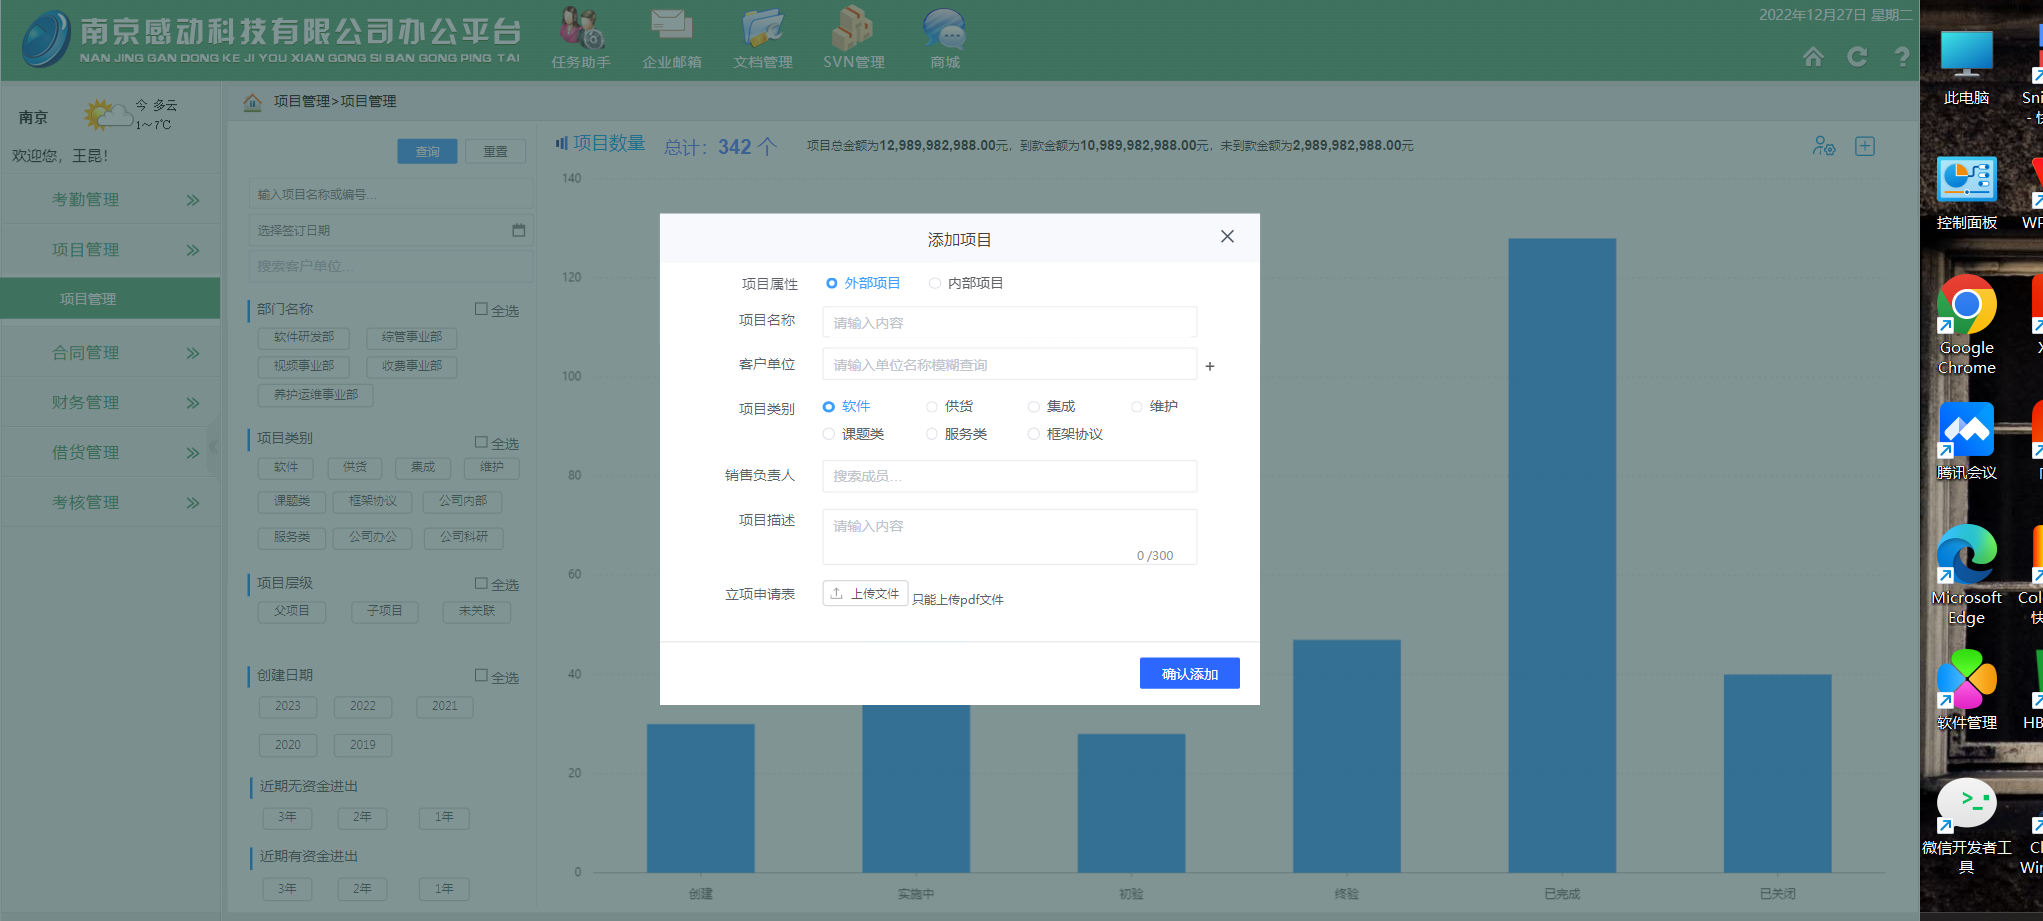 南京感动科技有限公司办公平台
NAN JING GAN DONG KE JI YOU XIAN GONG SI BAN GONG PING TAI
任务助手
企业邮箱
文档管理
SVN管理
商城
2022年12月27日 星期二
南京
今 多云
1～7℃
欢迎您，王昆！
考勤管理
项目管理
项目管理
合同管理
财务管理
借货管理
考核管理
项目管理>项目管理
查询
重置
输入项目名称或编号...
选择签订日期
搜索客户单位...
部门名称
全选
软件研发部
综管事业部
视频事业部
收费事业部
养护运维事业部
项目类别
全选
软件
供货
集成
维护
课题类
框架协议
公司内部
服务类
公司办公
公司科研
项目层级
全选
父项目
子项目
未关联
创建日期
全选
2023
2022
2021
2020
2019
近期无资金进出
3年
2年
1年
近期有资金进出
3年
2年
1年
项目数量
总计：342 个
项目总金额为12,989,982,988.00元，到款金额为10,989,982,988.00元，未到款金额为2,989,982,988.00元
140
120
100
80
60
40
20
0
创建
实施中
初验
终验
已完成
已关闭
添加项目
项目属性
外部项目
内部项目
项目名称
请输入内容
客户单位
请输入单位名称模糊查询
+
项目类别
软件
供货
集成
维护
课题类
服务类
框架协议
销售负责人
搜索成员...
项目描述
请输入内容
0 /300
立项申请表
上传文件
只能上传pdf文件
确认添加
此电脑
Sni
- 快
控制面板
WP
Google
Chrome
腾讯会议
Microsoft
Edge
Col
快
软件管理
HB
微信开发者工
具
Cl
Win